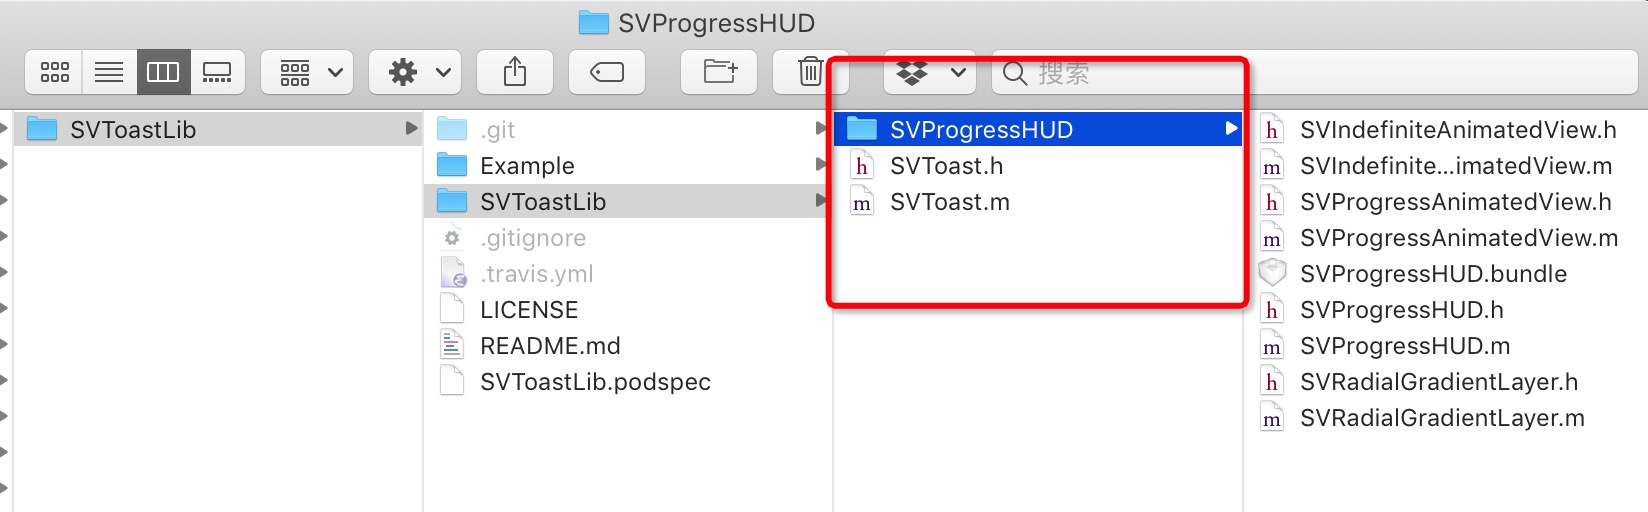 SVProgressHUD
搜索
SVToastLib
.git
Example
SVToastLib
.gitignore
.travis.yml
LICENSE
README.md
SVToastLib.podspec
SVProgressHUD
h SVToast.h
m SVToast.m
h SVIndefiniteAnimatedView.h
m SVIndefinite...imatedView.m
h SVProgressAnimatedView.h
m SVProgressAnimatedView.m
SVProgressHUD.bundle
h SVProgressHUD.h
m SVProgressHUD.m
h SVRadialGradientLayer.h
m SVRadialGradientLayer.m